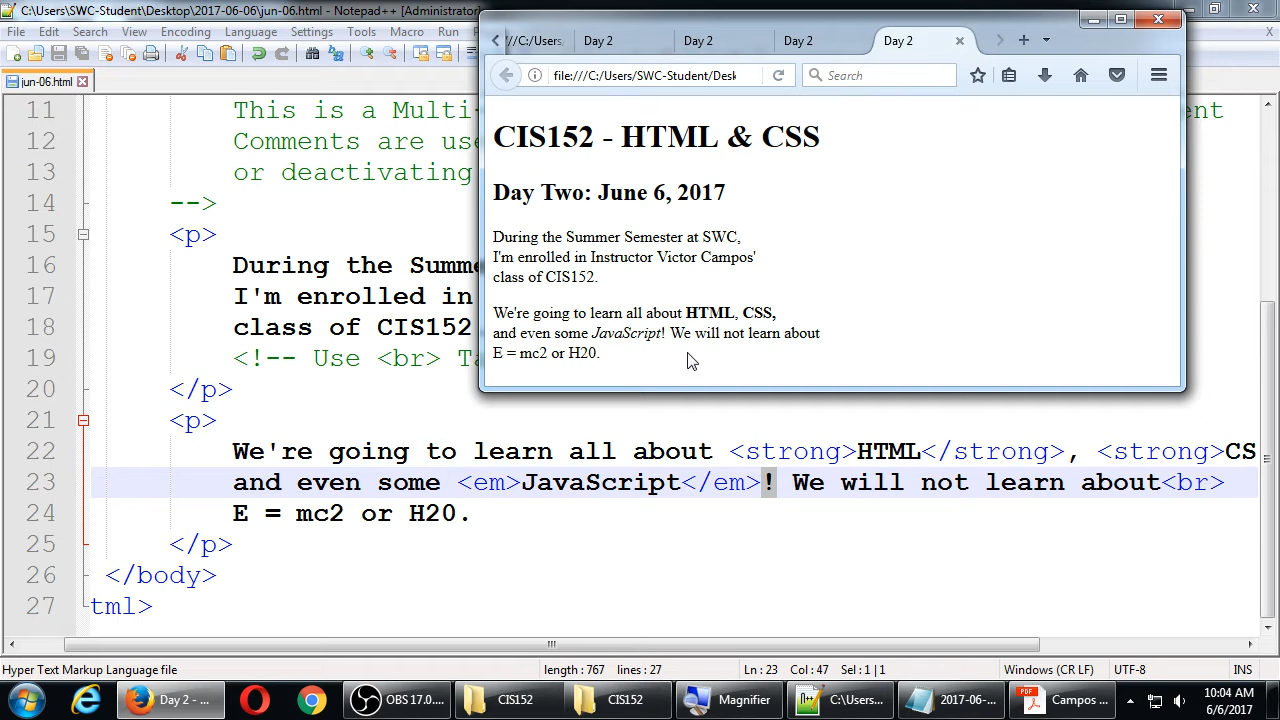 C:\Users\SWC-Student\Desktop\2017-06-06\jun-06.html - Notepad++ [Administrator]
File Edit Search View Encoding Language Settings Tools Macro Run
jun-06.html
//C:/Users Day 2 Day 2 Day 2 Day 2
file:///C:/Users/SWC-Student/Desk Search
CIS152 - HTML & CSS
Day Two: June 6, 2017
During the Summer Semester at SWC,
I'm enrolled in Instructor Victor Campos'
class of CIS152.
We're going to learn all about HTML, CSS,
and even some JavaScript! We will not learn about
E = mc2 or H20.
11 This is a Multi
12 Comments are use
13 or deactivating
14 -->
15 <p>
16 During the Summe
17 I'm enrolled in
18 class of CIS152
19 <!-- Use <br> Ta
20 </p>
21 <p>
22 We're going to learn all about <strong>HTML</strong>, <strong>CS
23 and even some <em>JavaScript</em>! We will not learn about<br>
24 E = mc2 or H20.
25 </p>
26 </body>
27 tml>
Hyper Text Markup Language file length : 767 lines : 27 Ln : 23 Col : 47 Sel : 1 | 1 Windows (CR LF) UTF-8 INS
Day 2 - ... OBS 17.0.... CIS152 CIS152 Magnifier C:\Users... 2017-06-... Campos ... 10:04 AM
6/6/2017